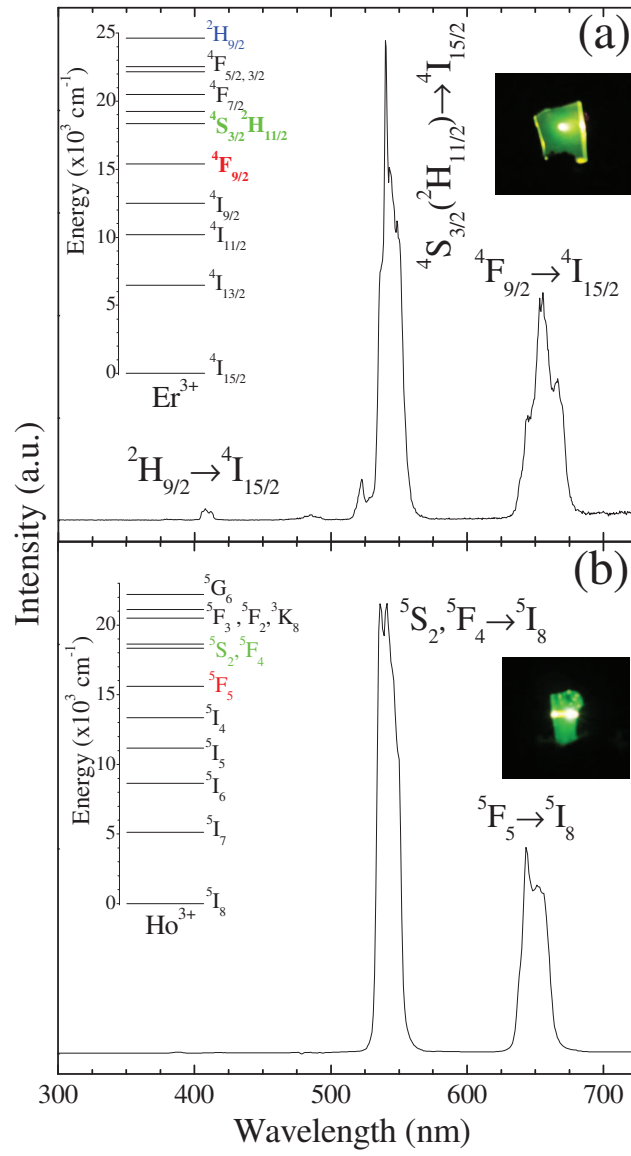 (a)
25
20
15
10
5
0
Energy (x10³ cm⁻¹)
²H₉/₂
⁴F₅/₂, ₃/₂
⁴F₇/₂
⁴S₃/₂²H₁₁/₂
⁴F₉/₂
⁴I₉/₂
⁴I₁₁/₂
⁴I₁₃/₂
⁴I₁₅/₂
Er³⁺
²H₉/₂→⁴I₁₅/₂
⁴S₃/₂(²H₁₁/₂)→⁴I₁₅/₂
⁴F₉/₂→⁴I₁₅/₂
Intensity (a.u.)
(b)
20
15
10
5
0
Energy (x10³ cm⁻¹)
⁵G₆
⁵F₃ ,⁵F₂,³K₈
⁵S₂,⁵F₄
⁵F₅
⁵I₄
⁵I₅
⁵I₆
⁵I₇
⁵I₈
Ho³⁺
⁵S₂,⁵F₄→⁵I₈
⁵F₅→⁵I₈
300 400 500 600 700
Wavelength (nm)